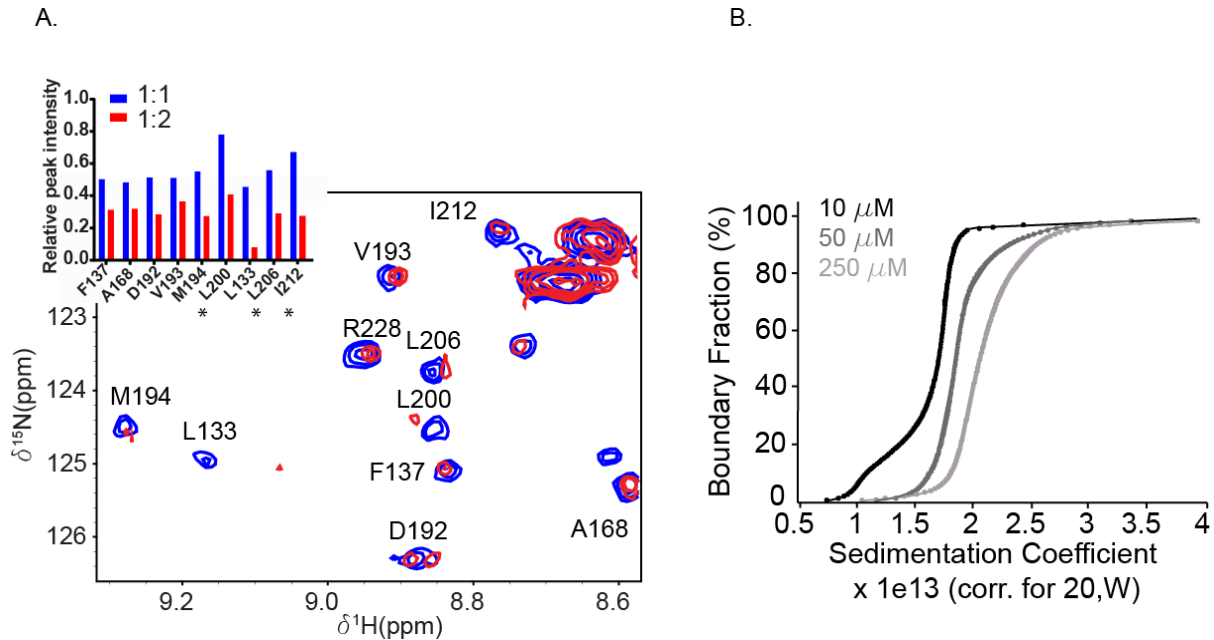 A.
B.
Relative peak intensity
1.0
0.8
0.6
0.4
0.2
0.0
1:1
1:2
F137
A168
D192
V193
M194
L200
L133
L206
I212
* * *
I212
V193
R228
L206
M194
L200
L133
F137
D192
A168
123
124
125
126
δ¹⁵N(ppm)
9.2 9.0 8.8 8.6
δ¹H(ppm)
10 μM
50 μM
250 μM
Boundary Fraction (%)
100
80
60
40
20
0
0.5 1 1.5 2 2.5 3 3.5 4
Sedimentation Coefficient
x 1e13 (corr. for 20,W)